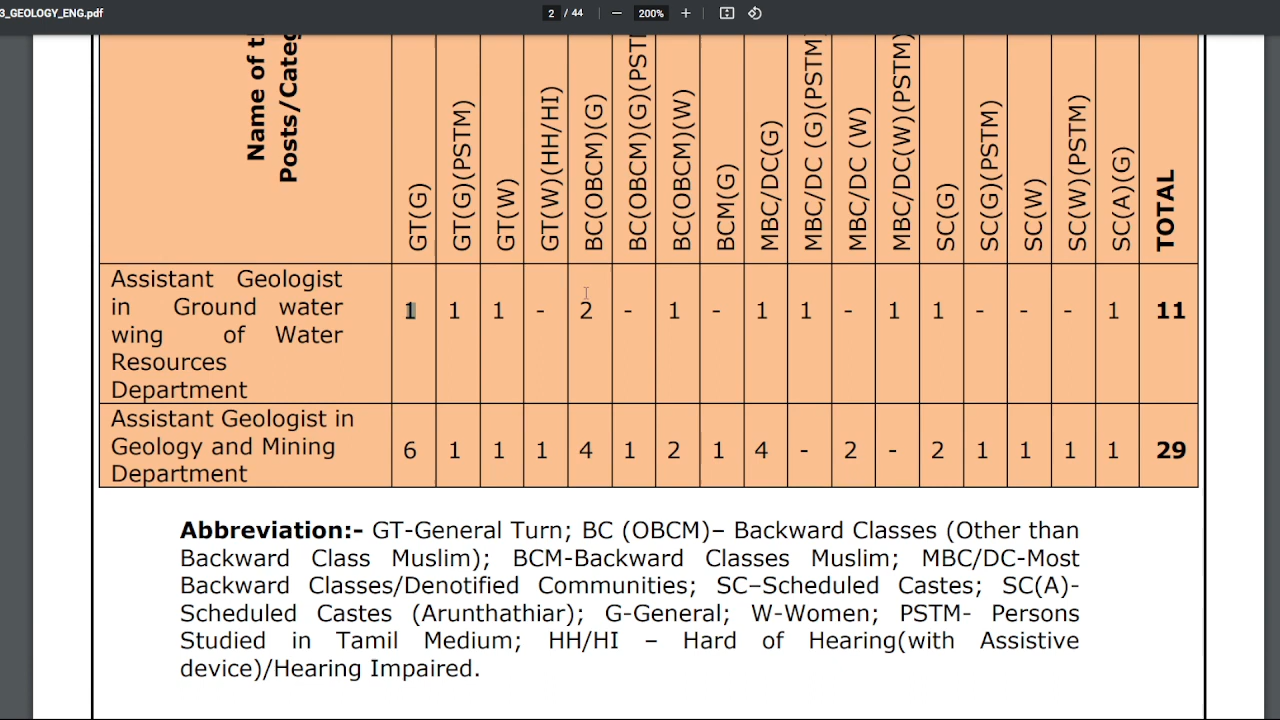 3_GEOLOGY_ENG.pdf
2 / 44
200%
Name of t
Posts/Categ
GT(G)
GT(G)(PSTM)
GT(W)
GT(W)(HH/HI)
BC(OBCM)(G)
BC(OBCM)(G)(PST
BC(OBCM)(W)
BCM(G)
MBC/DC(G)
MBC/DC (G)(PSTM
MBC/DC (W)
MBC/DC(W)(PSTM)
SC(G)
SC(G)(PSTM)
SC(W)
SC(W)(PSTM)
SC(A)(G)
TOTAL
Assistant Geologist
in Ground water
wing of Water
Resources
Department
1 1 1 - 2 - 1 - 1 1 - 1 1 - - - 1 11
Assistant Geologist in
Geology and Mining
Department
6 1 1 1 4 1 2 1 4 - 2 - 2 1 1 1 1 29
Abbreviation:- GT-General Turn; BC (OBCM)– Backward Classes (Other than
Backward Class Muslim); BCM-Backward Classes Muslim; MBC/DC-Most
Backward Classes/Denotified Communities; SC–Scheduled Castes; SC(A)-
Scheduled Castes (Arunthathiar); G-General; W-Women; PSTM- Persons
Studied in Tamil Medium; HH/HI – Hard of Hearing(with Assistive
device)/Hearing Impaired.